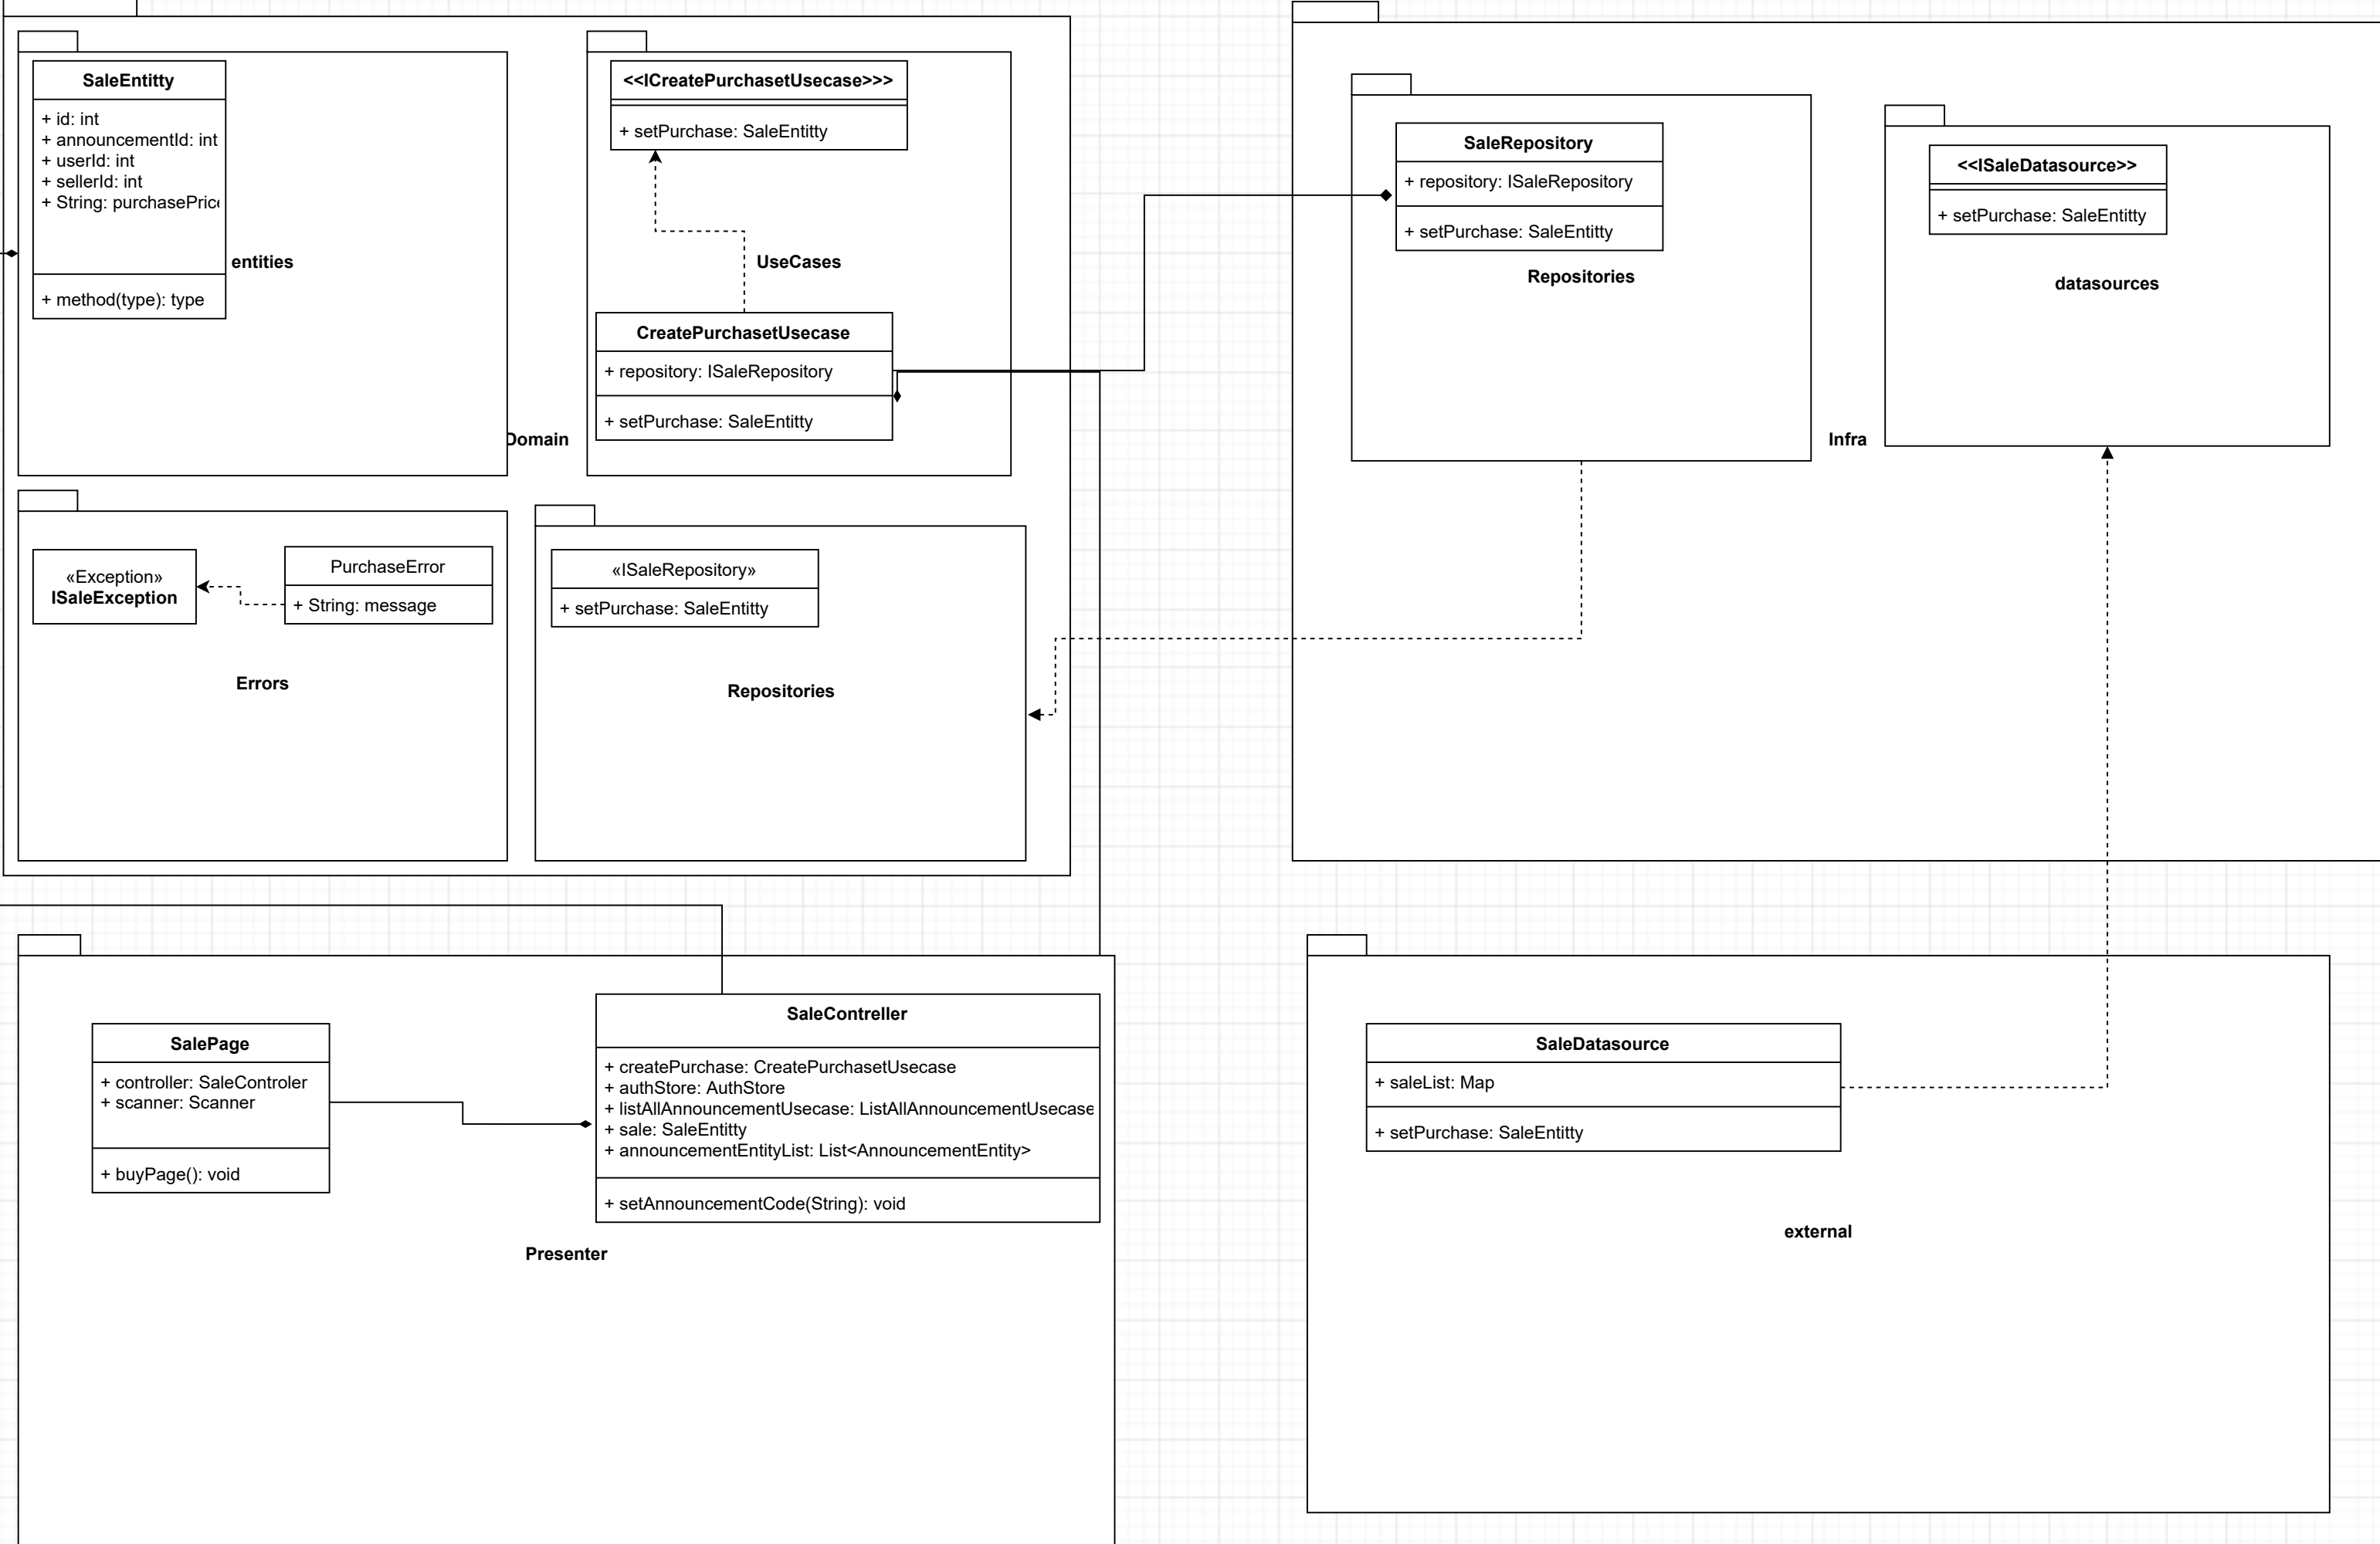 SaleEntitty
+ id: int
+ announcementId: int
+ userId: int
+ sellerId: int
+ String: purchasePric
+ method(type): type
entities
<<ICreatePurchasetUsecase>>>
+ setPurchase: SaleEntitty
UseCases
CreatePurchasetUsecase
+ repository: ISaleRepository
+ setPurchase: SaleEntitty
Domain
«Exception»
ISaleException
PurchaseError
+ String: message
Errors
«ISaleRepository»
+ setPurchase: SaleEntitty
Repositories
SaleRepository
+ repository: ISaleRepository
+ setPurchase: SaleEntitty
Repositories
Infra
<<ISaleDatasource>>
+ setPurchase: SaleEntitty
datasources
SalePage
+ controller: SaleControler
+ scanner: Scanner
+ buyPage(): void
SaleContreller
+ createPurchase: CreatePurchasetUsecase
+ authStore: AuthStore
+ listAllAnnouncementUsecase: ListAllAnnouncementUsecase
+ sale: SaleEntitty
+ announcementEntityList: List<AnnouncementEntity>
+ setAnnouncementCode(String): void
Presenter
SaleDatasource
+ saleList: Map
+ setPurchase: SaleEntitty
external